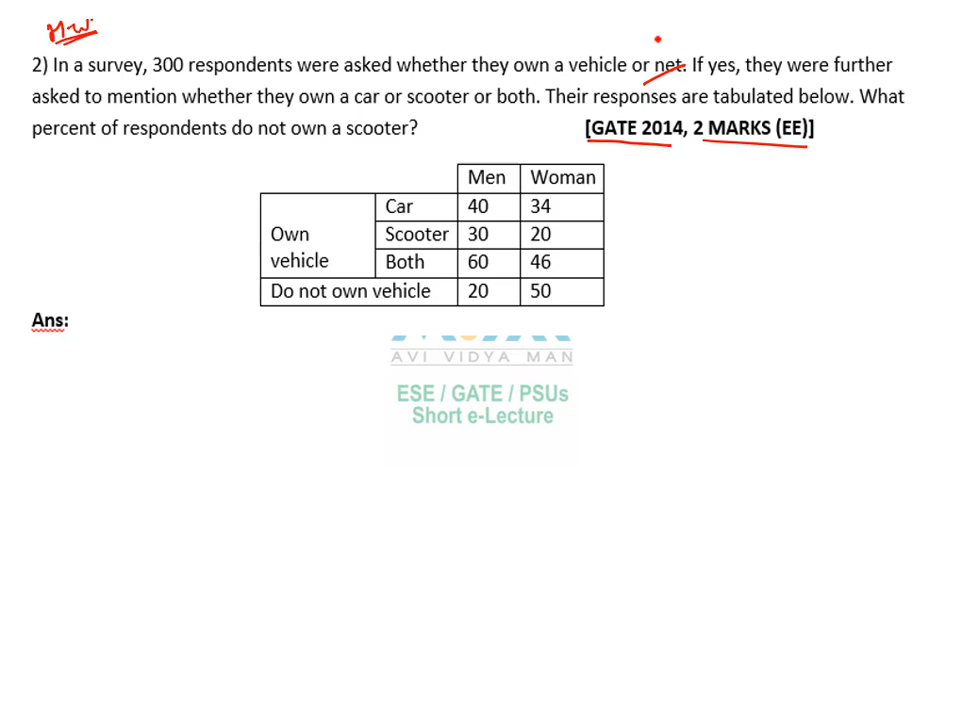 H.W.
2) In a survey, 300 respondents were asked whether they own a vehicle or net. If yes, they were further
asked to mention whether they own a car or scooter or both. Their responses are tabulated below. What
percent of respondents do not own a scooter? [GATE 2014, 2 MARKS (EE)]
Men Woman
Car 40 34
Own vehicle Scooter 30 20
Both 60 46
Do not own vehicle 20 50
Ans:
AVI VIDYA MAN
ESE / GATE / PSUs
Short e-Lecture